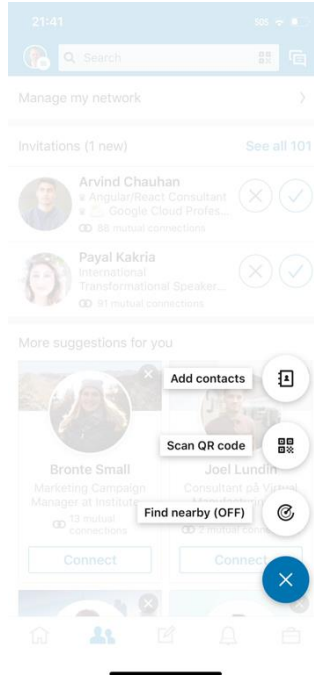 21:41
SOS
Search
Manage my network
Invitations (1 new)
See all 101
Arvind Chauhan
Angular/React Consultant
Google Cloud Profes...
88 mutual connections
Payal Kakria
International
Transformational Speaker...
91 mutual connections
More suggestions for you
Add contacts
Scan QR code
Bronte Small
Joel Lundin
Marketing Campaign
Manager at Institute
Consultant på Virtual
Find nearby (OFF)
13 mutual
connections
Connect
Connect